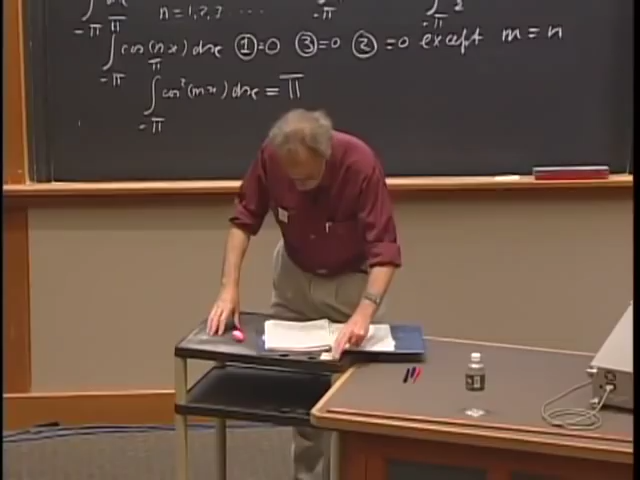 -π π n=1,2,3 ... -π -π
∫ cos(nx)dx ①=0 ③=0 ②=0 except m=n
-π π
∫ cos²(mx)dx = π
-π